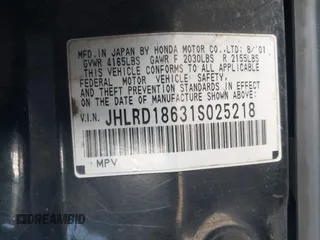 MFD.IN JAPAN BY HONDA MOTOR CO.,LTD: 8/'01
GVWR 4165LBS GAWR F 2030LBS R 2155LBS
THIS VEHICLE CONFORMS TO ALL APPLICABLE
FEDERAL MOTOR VEHICLE SAFETY
AND THEFT PREVENTION STANDARDS IN EFFECT
ON THE DATE OF MANUFACTURE SHOWN ABOVE.
V.I.N. JHLRD18631S025218
MPV
DREAMBID